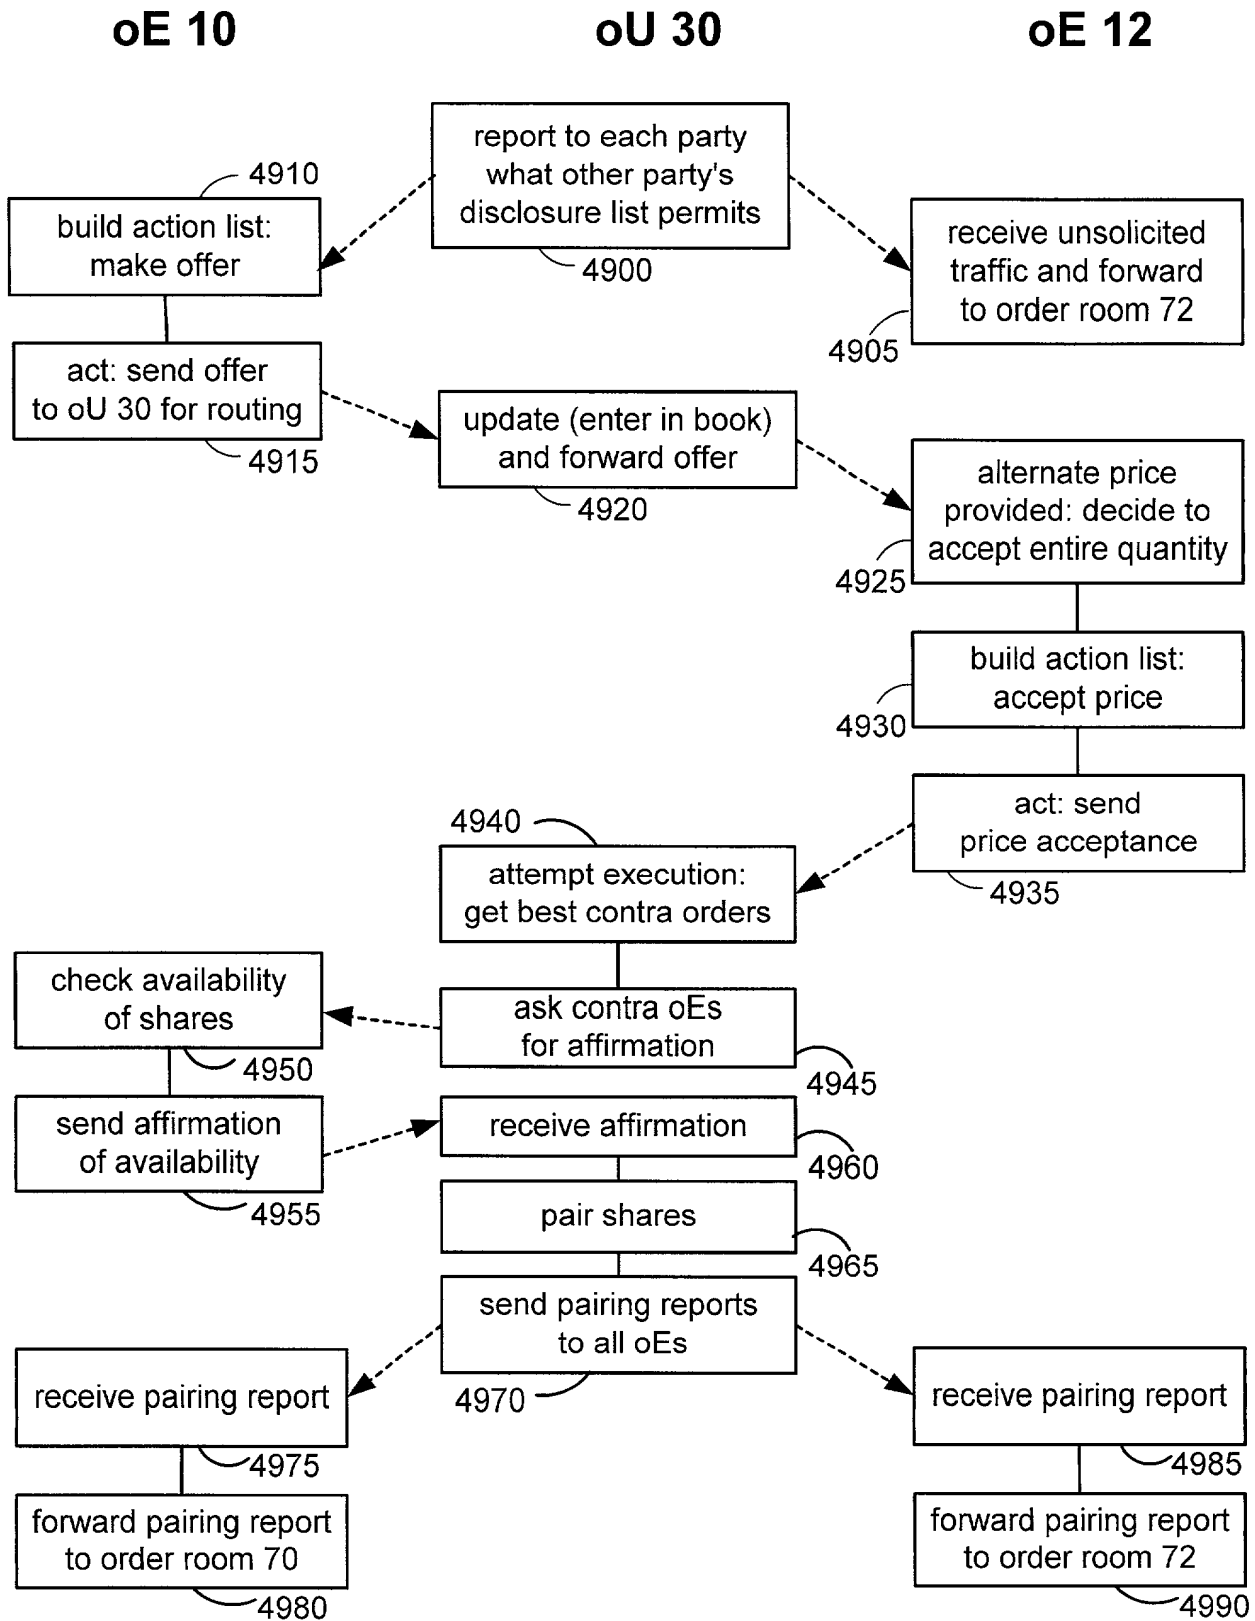 oE 10
oU 30
oE 12
report to each party
what other party's
disclosure list permits
4900
4910
build action list:
make offer
receive unsolicited
traffic and forward
to order room 72
4905
act: send offer
to oU 30 for routing
4915
update (enter in book)
and forward offer
4920
alternate price
provided: decide to
accept entire quantity
4925
build action list:
accept price
4930
act: send
price acceptance
4935
4940
attempt execution:
get best contra orders
ask contra oEs
for affirmation
4945
check availability
of shares
4950
send affirmation
of availability
4955
receive affirmation
4960
pair shares
4965
send pairing reports
to all oEs
4970
receive pairing report
4975
forward pairing report
to order room 70
4980
receive pairing report
4985
forward pairing report
to order room 72
4990